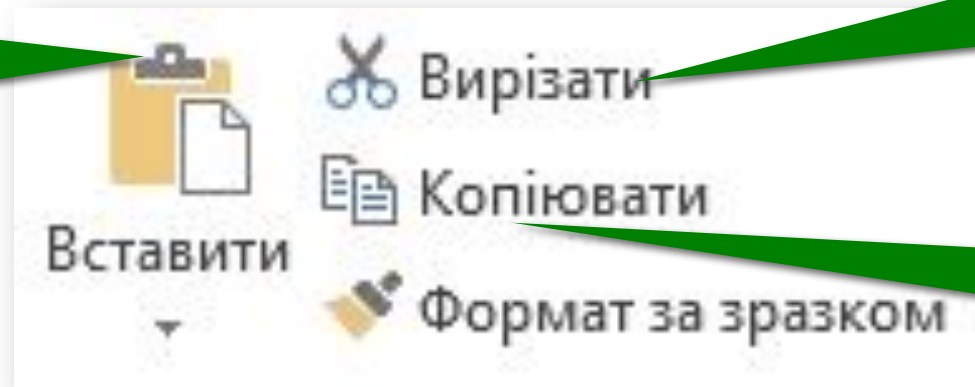 Вирізати
Копіювати
Вставити
Формат за зразком